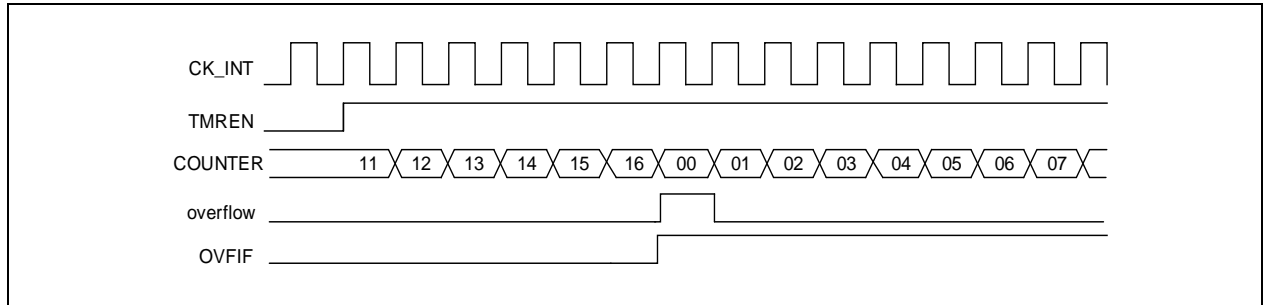 CK_INT
TMREN
COUNTER 11 12 13 14 15 16 00 01 02 03 04 05 06 07
overflow
OVFIF